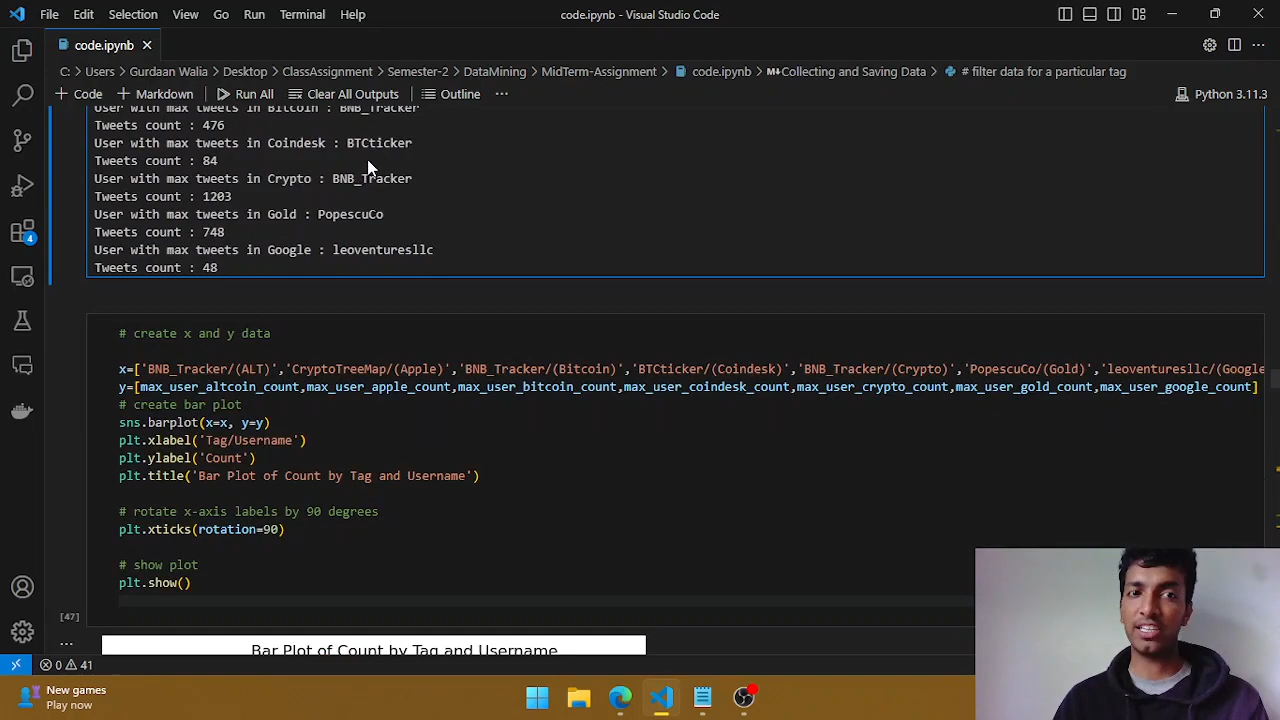 File Edit Selection View Go Run Terminal Help code.ipynb - Visual Studio Code
code.ipynb
C: > Users > Gurdaan Walia > Desktop > ClassAssignment > Semester-2 > DataMining > MidTerm-Assignment > code.ipynb > M↓Collecting and Saving Data > # filter data for a particular tag
+ Code + Markdown Run All Clear All Outputs Outline ... Python 3.11.3
User with max tweets in Bitcoin : BNB_Tracker
Tweets count : 476
User with max tweets in Coindesk : BTCticker
Tweets count : 84
User with max tweets in Crypto : BNB_Tracker
Tweets count : 1203
User with max tweets in Gold : PopescuCo
Tweets count : 748
User with max tweets in Google : leoventuresllc
Tweets count : 48
# create x and y data
x=['BNB_Tracker/(ALT)','CryptoTreeMap/(Apple)','BNB_Tracker/(Bitcoin)','BTCticker/(Coindesk)','BNB_Tracker/(Crypto)','PopescuCo/(Gold)','leoventuresllc/(Google
y=[max_user_altcoin_count,max_user_apple_count,max_user_bitcoin_count,max_user_coindesk_count,max_user_crypto_count,max_user_gold_count,max_user_google_count]
# create bar plot
sns.barplot(x=x, y=y)
plt.xlabel('Tag/Username')
plt.ylabel('Count')
plt.title('Bar Plot of Count by Tag and Username')
# rotate x-axis labels by 90 degrees
plt.xticks(rotation=90)
# show plot
plt.show()
[47]
...
Bar Plot of Count by Tag and Username
4
0 41
New games
Play now